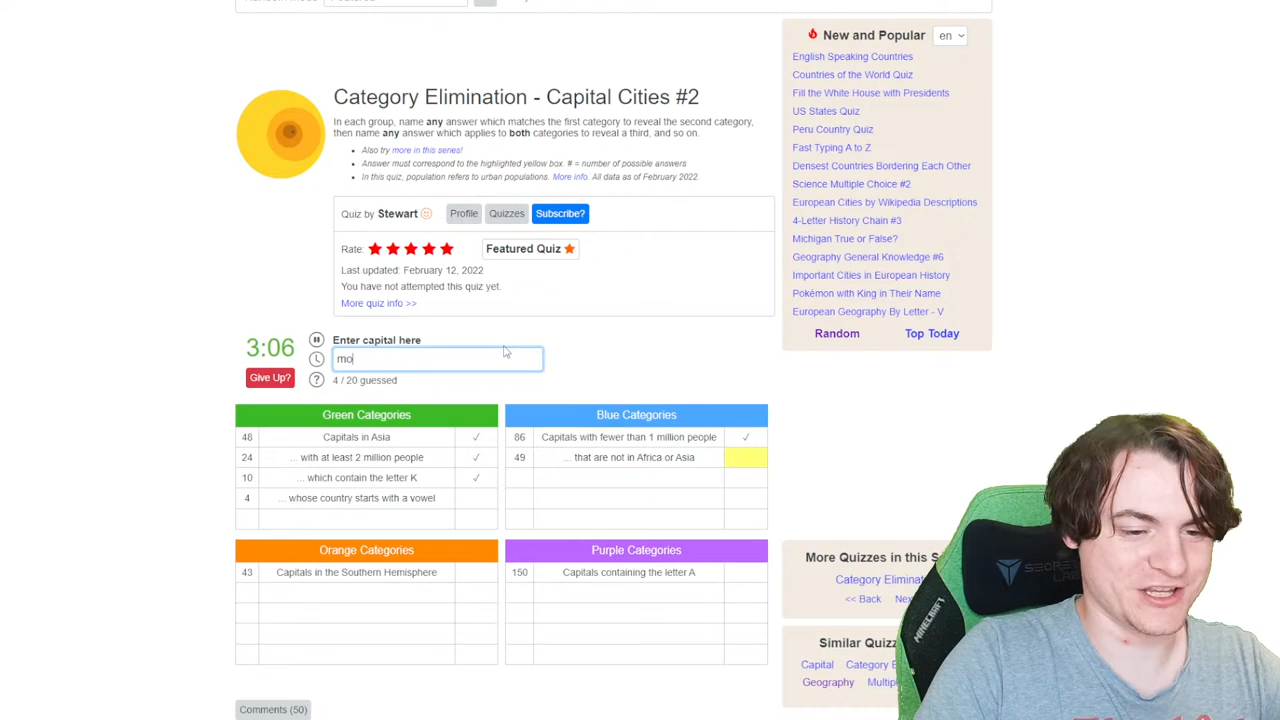 New and Popular en
English Speaking Countries
Countries of the World Quiz
Fill the White House with Presidents
US States Quiz
Peru Country Quiz
Fast Typing A to Z
Densest Countries Bordering Each Other
Science Multiple Choice #2
European Cities by Wikipedia Descriptions
4-Letter History Chain #3
Michigan True or False?
Geography General Knowledge #6
Important Cities in European History
Pokémon with King in Their Name
European Geography By Letter - V
Random Top Today
Category Elimination - Capital Cities #2
In each group, name any answer which matches the first category to reveal the second category,
then name any answer which applies to both categories to reveal a third, and so on.
Also try more in this series!
Answer must correspond to the highlighted yellow box. # = number of possible answers
In this quiz, population refers to urban populations. More info. All data as of February 2022.
Quiz by Stewart Profile Quizzes Subscribe?
Rate: Featured Quiz
Last updated: February 12, 2022
You have not attempted this quiz yet.
More quiz info >>
3:06
Give Up?
Enter capital here
mo
? 4 / 20 guessed
Green Categories
48 Capitals in Asia ✓
24 ... with at least 2 million people ✓
10 ... which contain the letter K ✓
4 ... whose country starts with a vowel
Blue Categories
86 Capitals with fewer than 1 million people ✓
49 ... that are not in Africa or Asia
Orange Categories
43 Capitals in the Southern Hemisphere
Purple Categories
150 Capitals containing the letter A
More Quizzes in this S
Category Elimina
<< Back Nex
Similar Quiz
Capital Category E
Geography Multip
Comments (50)
MINECRAFT